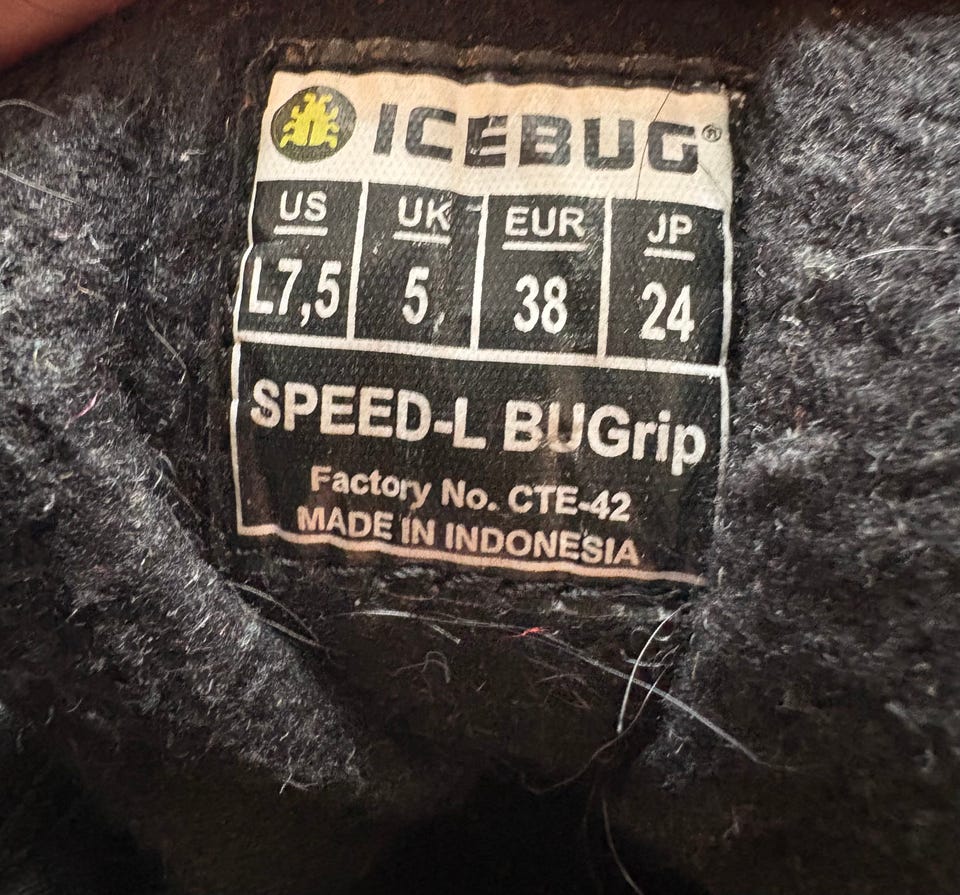 ICEBUG®
US UK EUR JP
L7,5 5 38 24
SPEED-L BUGrip
Factory No. CTE-42
MADE IN INDONESIA